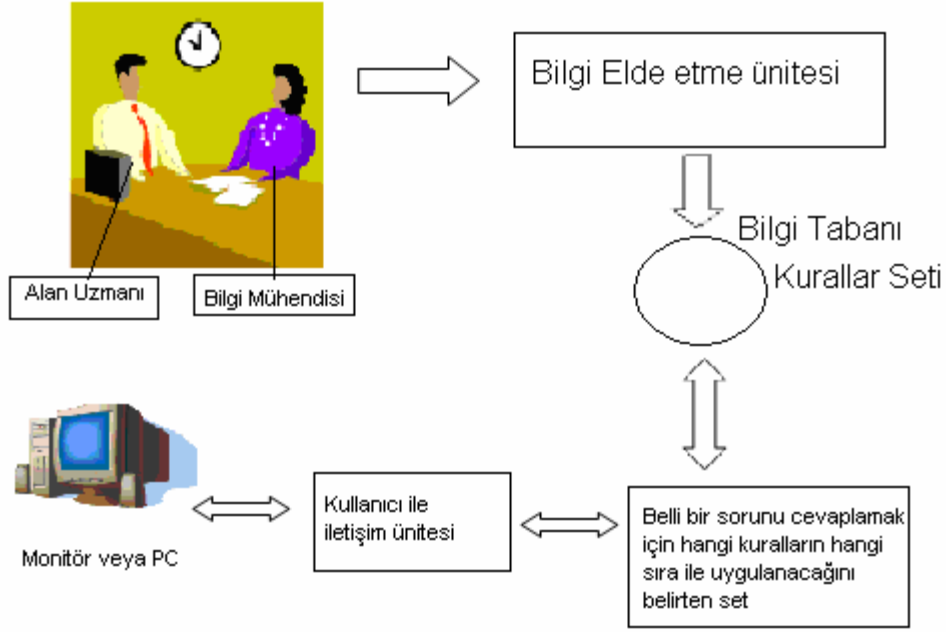 Bilgi Elde etme ünitesi
Bilgi Tabanı
Kurallar Seti
Alan Uzmanı
Bilgi Mühendisi
Monitör veya PC
Kullanıcı ile
iletişim ünitesi
Belli bir sorunu cevaplamak
için hangi kuralların hangi
sıra ile uygulanacağını
belirten set